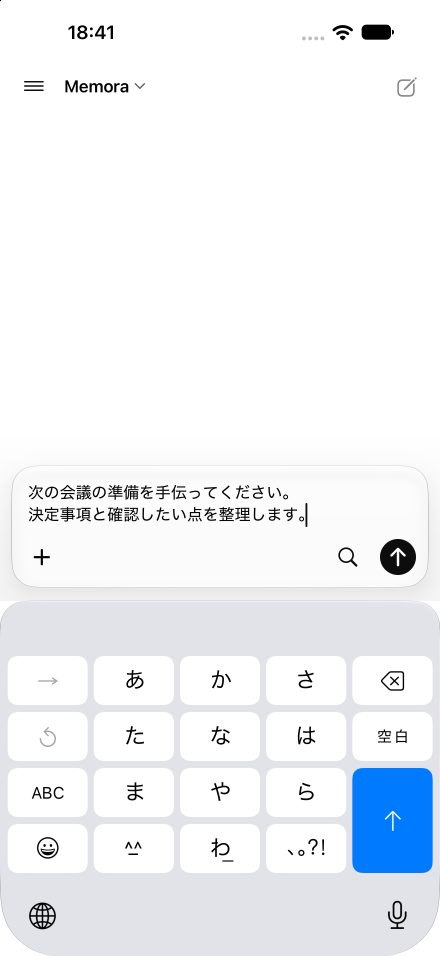 18:41
Memora
次の会議の準備を手伝ってください。
決定事項と確認したい点を整理します。
→ あ か さ
た な は 空白
ABC ま や ら
^^ わ_ 、。?!